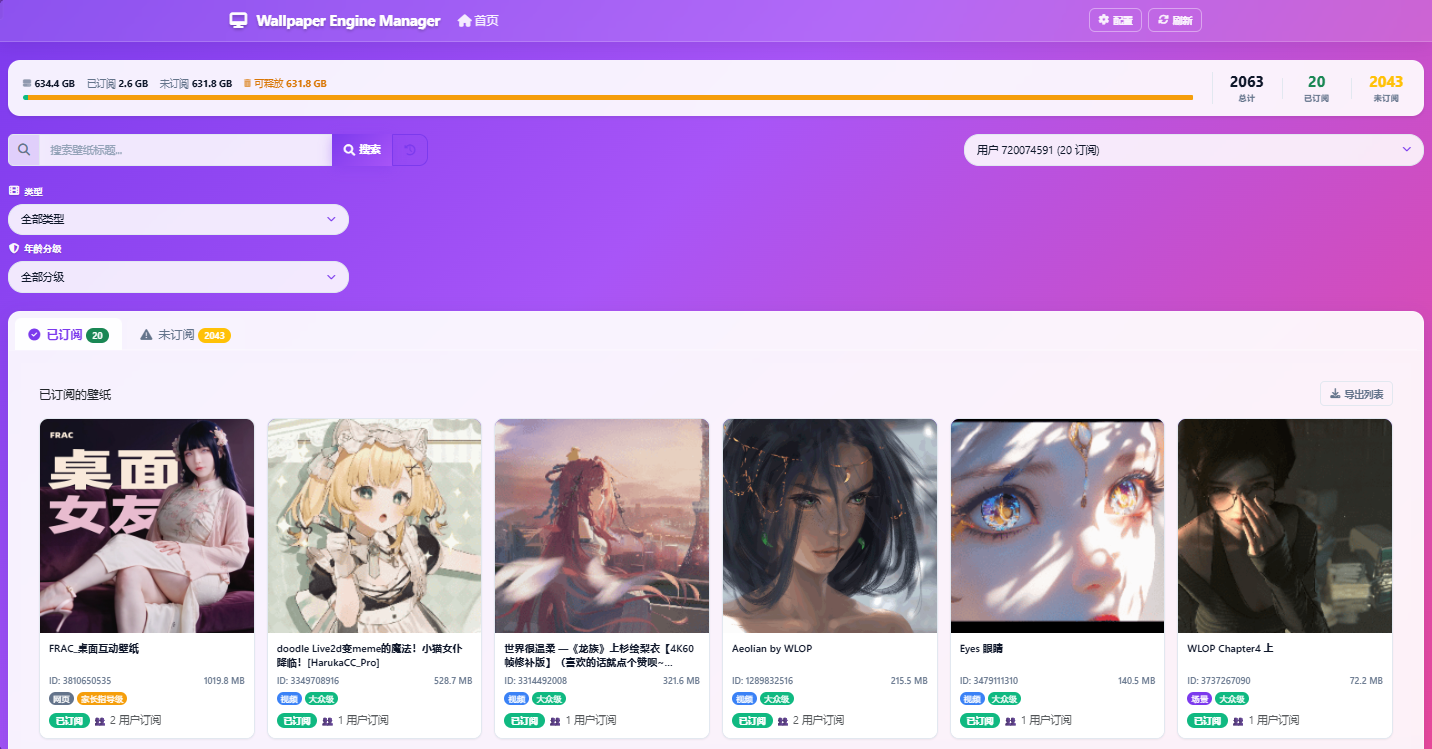 Wallpaper Engine Manager 首页 配置 刷新
634.4 GB 已订阅 2.6 GB 未订阅 631.8 GB 可释放 631.8 GB
2063 20 2043
总计 已订阅 未订阅
搜索壁纸标题... 搜索 用户 720074591 (20 订阅)
类型
全部类型
年龄分级
全部分级
已订阅 20 未订阅 2043
已订阅的壁纸 导出列表
FRAC
桌面
女友
FRAC_桌面互动壁纸
ID: 3810650535 1019.8 MB
网页 家长指导级
已订阅 2 用户订阅
doodle Live2d变meme的魔法！小猫女仆
降临！[HarukaCC_Pro]
ID: 3349708916 528.7 MB
视频 大众级
已订阅 1 用户订阅
世界很温柔 —《龙族》上杉绘梨衣【4K60
帧修补版】（喜欢的话就点个赞呗~...
ID: 3314492008 321.6 MB
视频 大众级
已订阅 1 用户订阅
Aeolian by WLOP
ID: 1289832516 215.5 MB
视频 大众级
已订阅 2 用户订阅
Eyes 眼睛
ID: 3479111310 140.5 MB
视频 大众级
已订阅 1 用户订阅
WLOP Chapter4 上
ID: 3737267090 72.2 MB
场景 大众级
已订阅 1 用户订阅